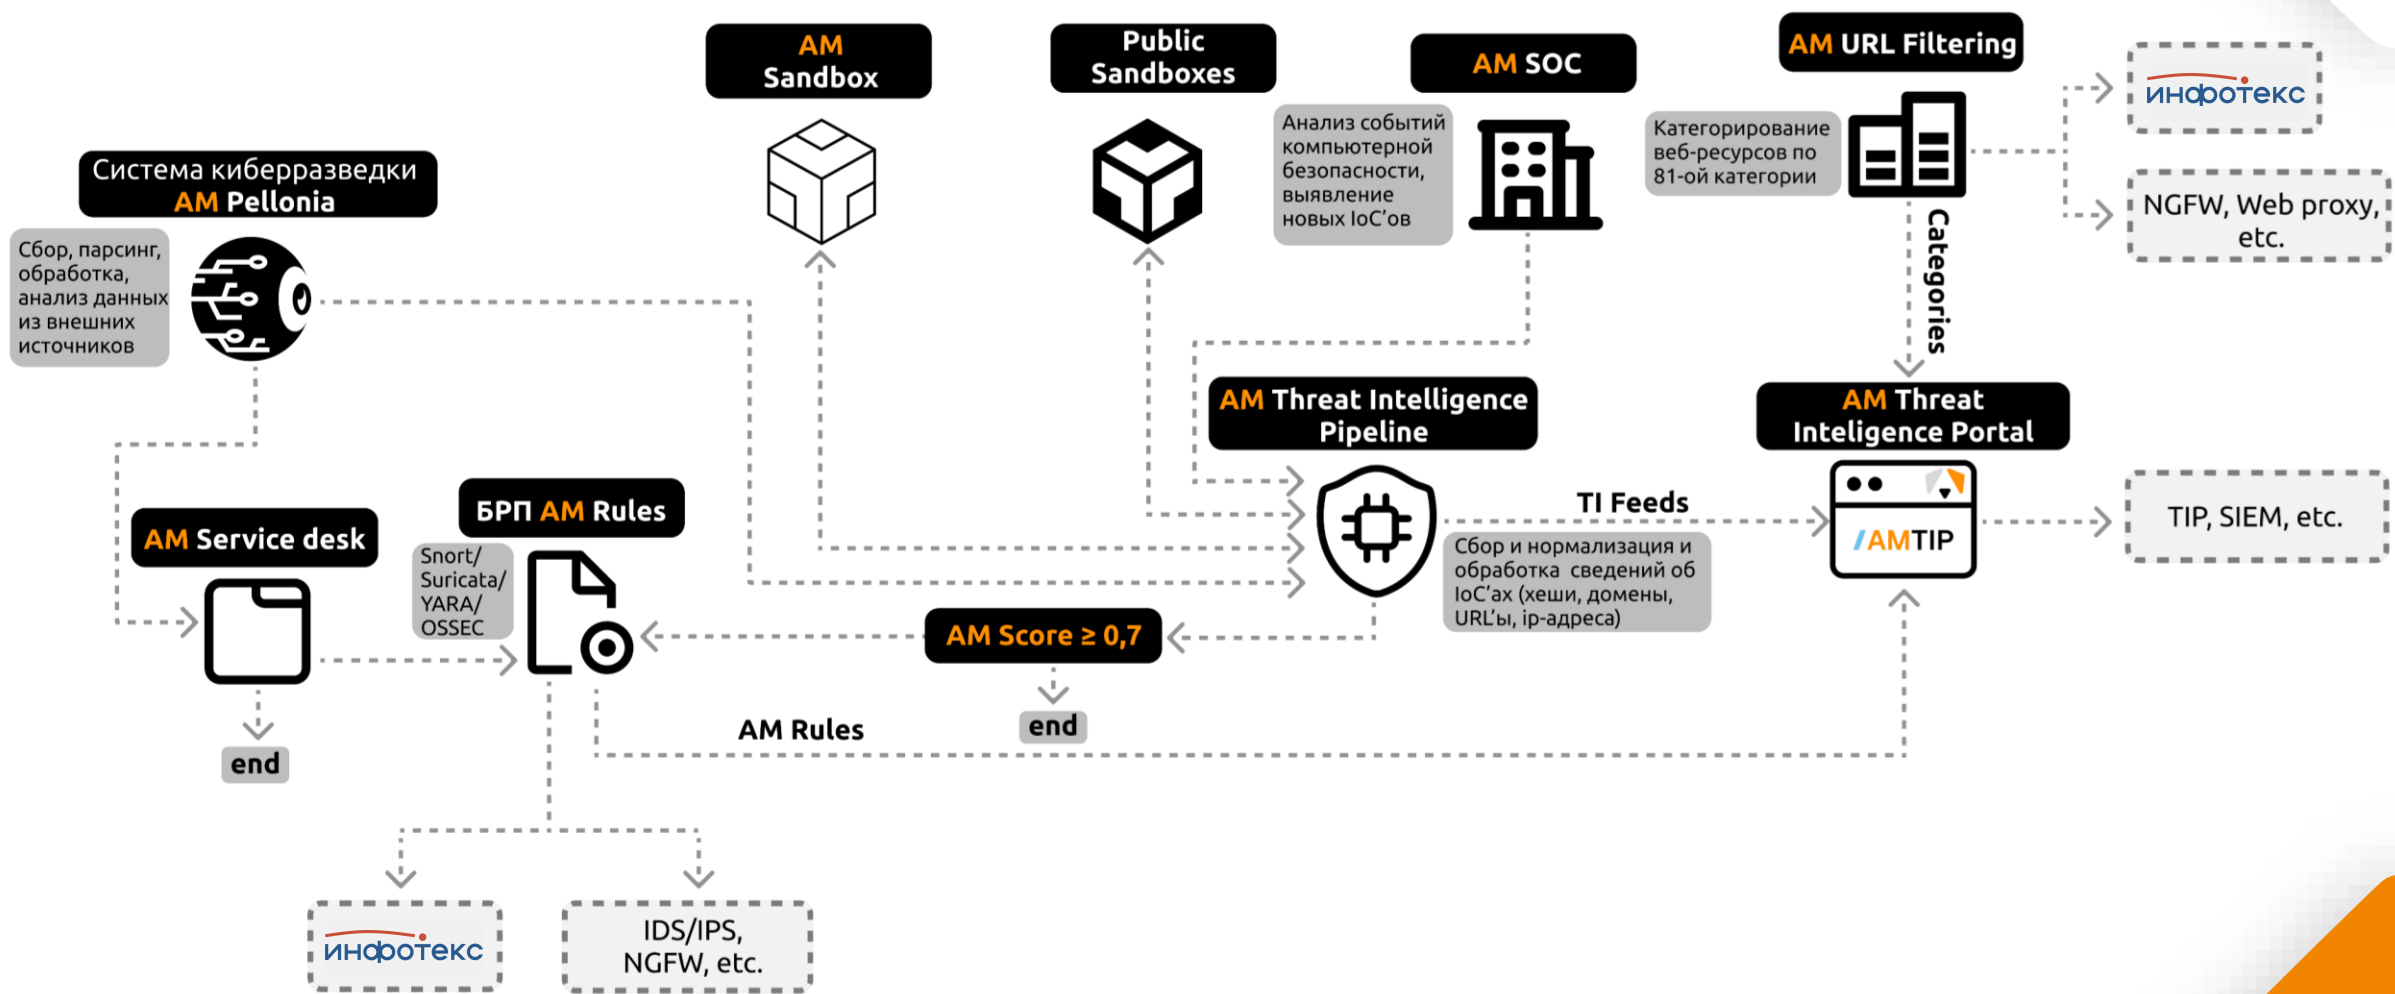 AM
Sandbox
Public
Sandboxes
AM SOC
AM URL Filtering
инфотекс
Анализ событий
компьютерной
безопасности,
выявление
новых IoC'ов
Категорирование
веб-ресурсов по
81-ой категории
NGFW, Web proxy,
etc.
Система киберразведки
AM Pellonia
Сбор, парсинг,
обработка,
анализ данных
из внешних
источников
Categories
AM Threat Intelligence
Pipeline
AM Threat
Inteligence Portal
/AMTIP
TIP, SIEM, etc.
TI Feeds
Сбор и нормализация и
обработка сведений об
IoC'ах (хеши, домены,
URL'ы, ip-адреса)
AM Service desk
БРП AM Rules
Snort/
Suricata/
YARA/
OSSEC
AM Score ≥ 0,7
end
AM Rules
end
инфотекс
IDS/IPS,
NGFW, etc.